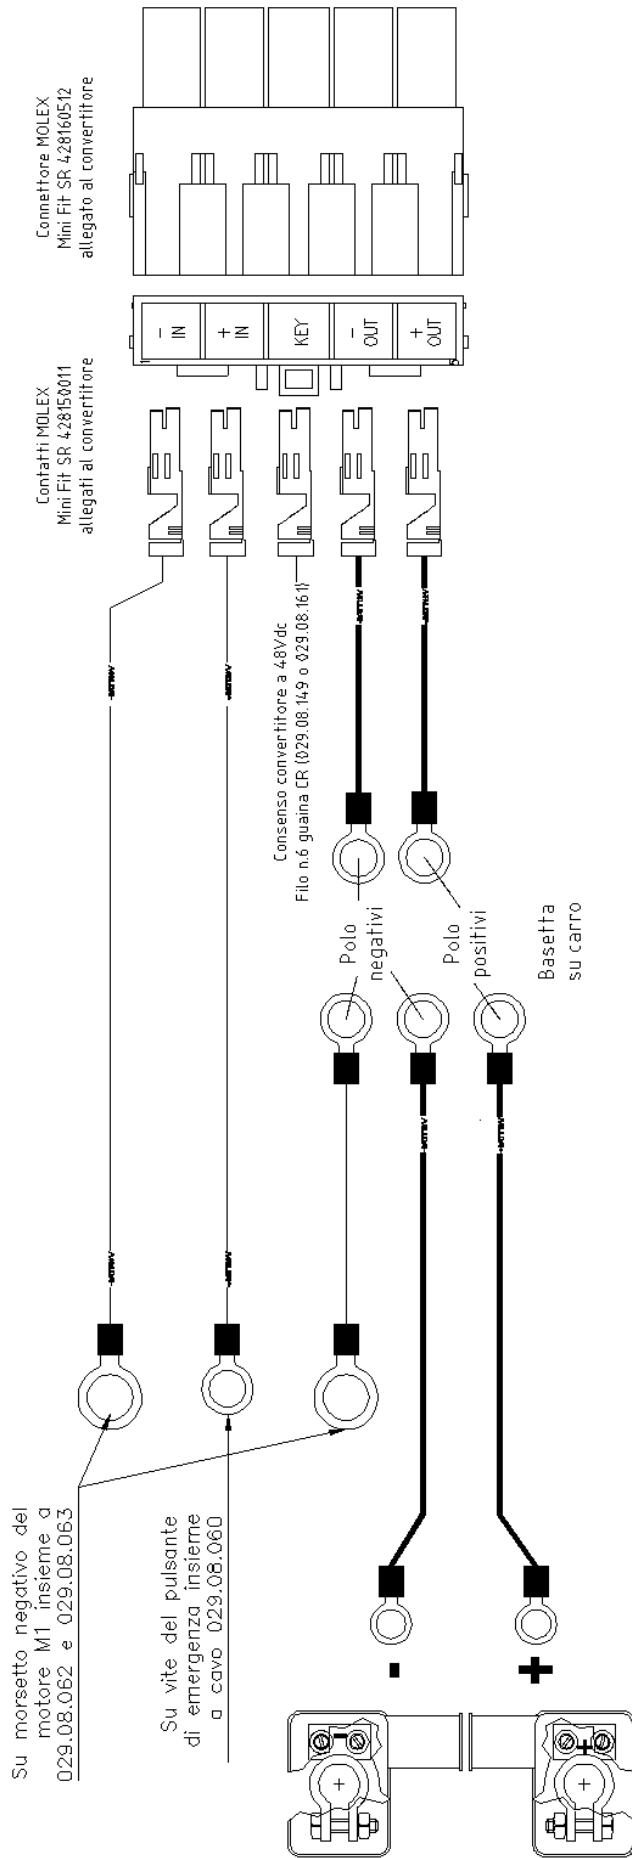 Connettore MOLEX
Mini Fit SR 428160512
allegato al convertitore
Contatti MOLEX
Mini Fit SR 428150011
allegati al convertitore
1
-
IN
+
IN
KEY
-
OUT
+
OUT
5
Consenso convertitore a 48Vdc
Filo n.6 guaina CR (029.08.149 o 029.08.161)
Polo
negativi
Polo
positivi
Basetta
su carro
Su morsetto negativo del
motore M1 insieme a
029.08.062 e 029.08.063
Su vite del pulsante
di emergenza insieme
a cavo 029.08.060
-
+
-
+